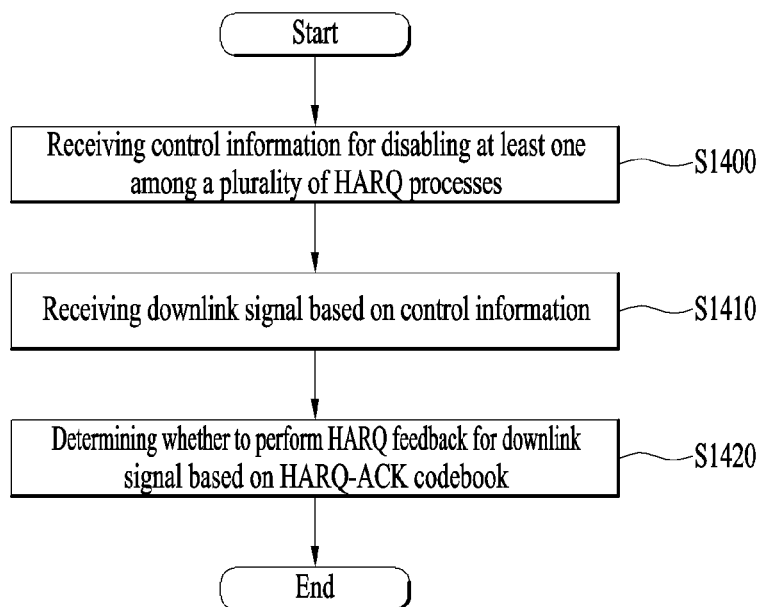 Start
Receiving control information for disabling at least one
among a plurality of HARQ processes
S1400
Receiving downlink signal based on control information
S1410
Determining whether to perform HARQ feedback for downlink
signal based on HARQ-ACK codebook
S1420
End